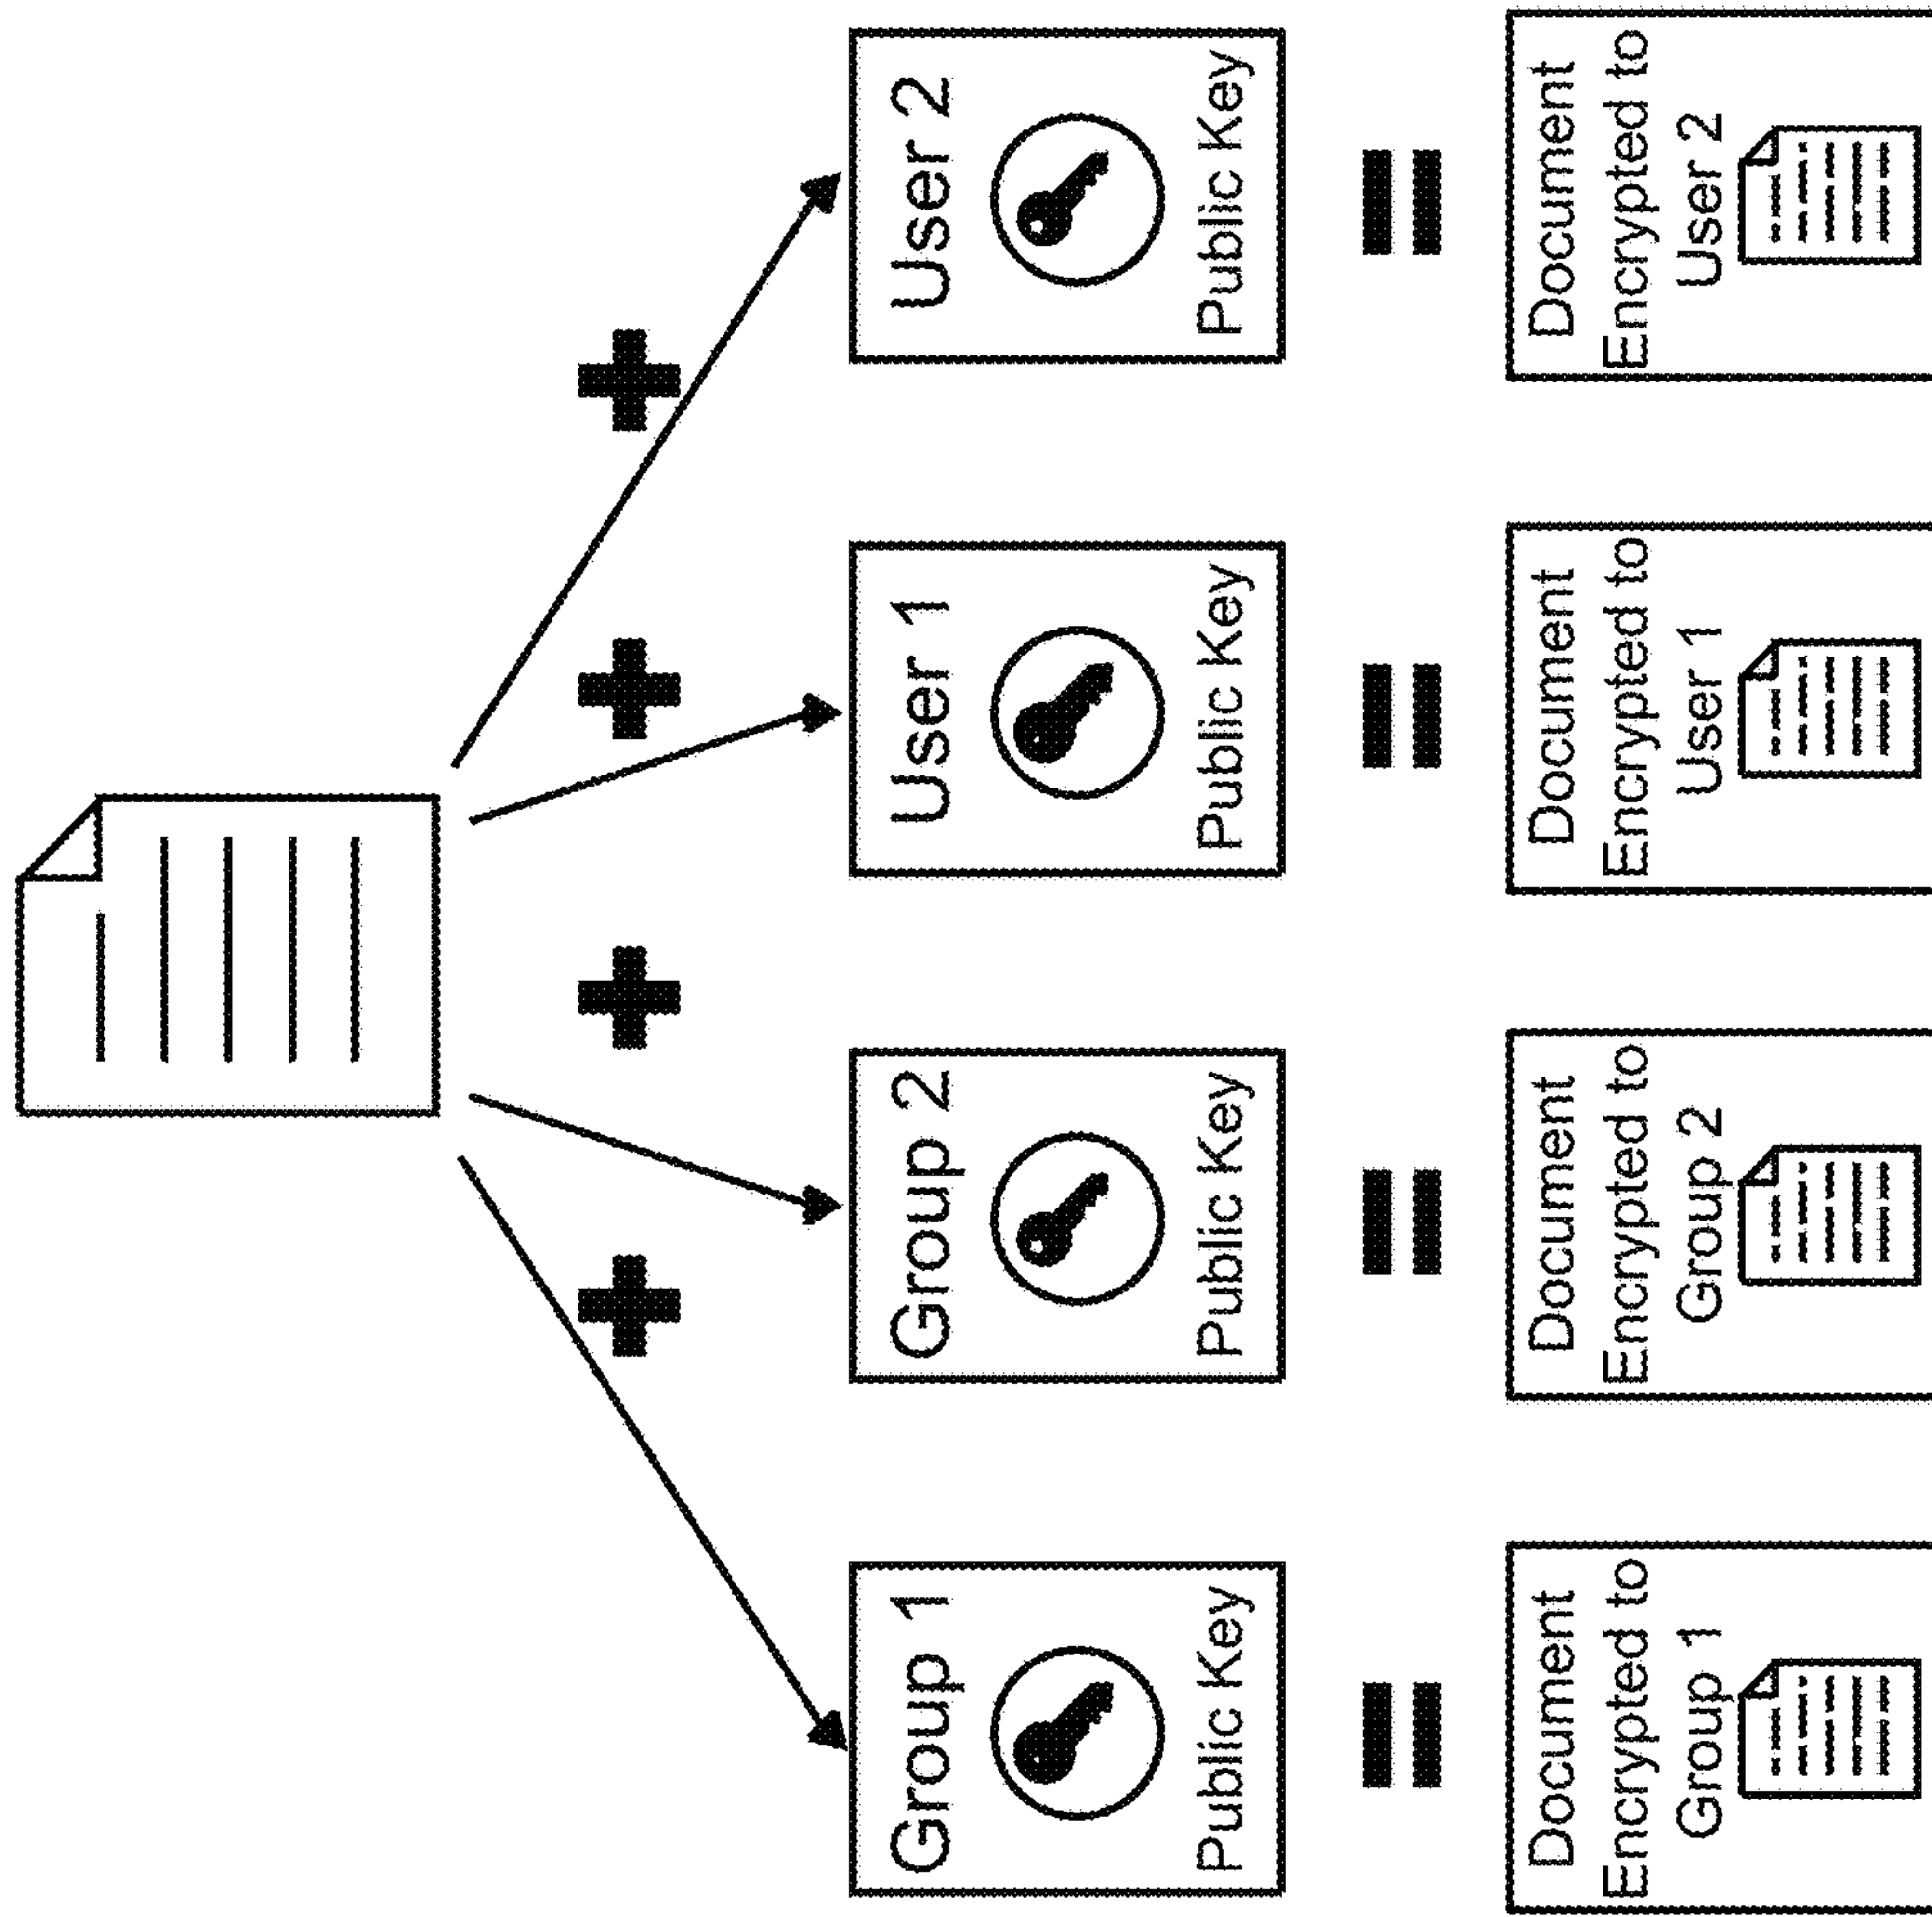 Group 1
Public Key
Group 2
Public Key
User 1
Public Key
User 2
Public Key
Document
Encrypted to
Group 1
Document
Encrypted to
Group 2
Document
Encrypted to
User 1
Document
Encrypted to
User 2